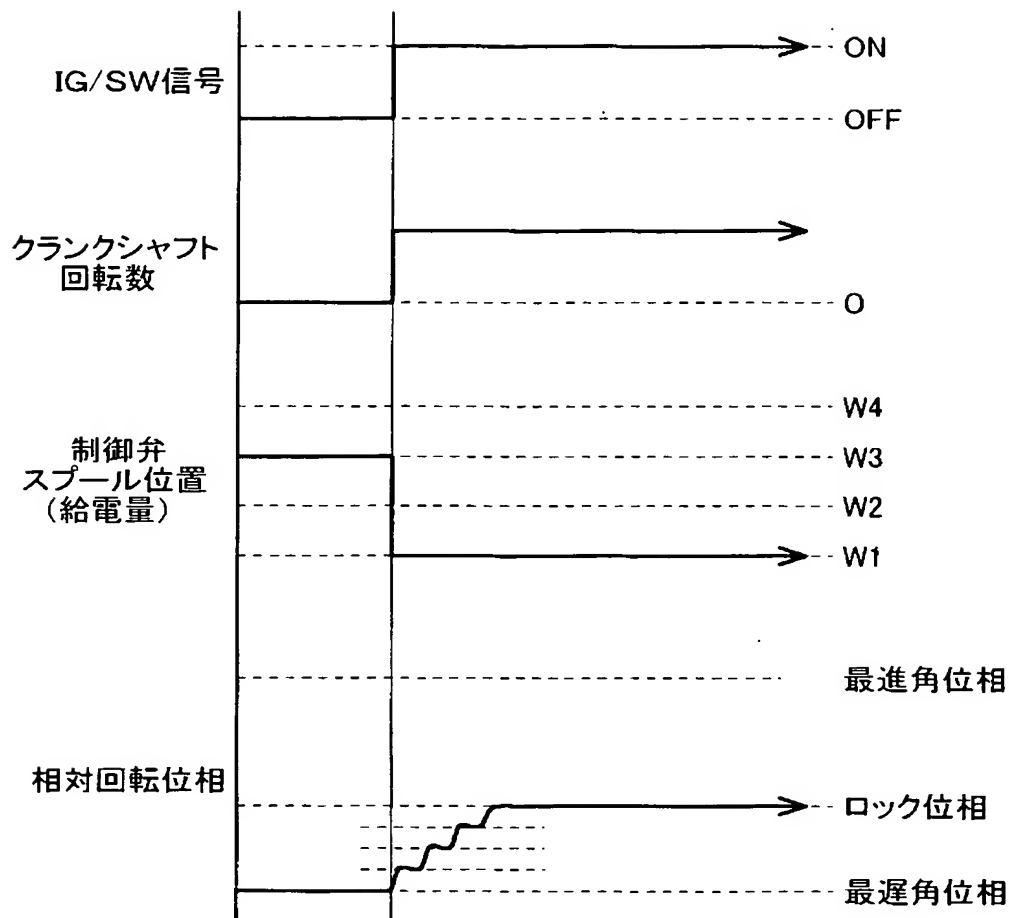 IG/SW信号
ON
OFF
クランクシャフト
回転数
O
制御弁
スプール位置
(給電量)
W4
W3
W2
W1
相対回転位相
最進角位相
ロック位相
最遅角位相